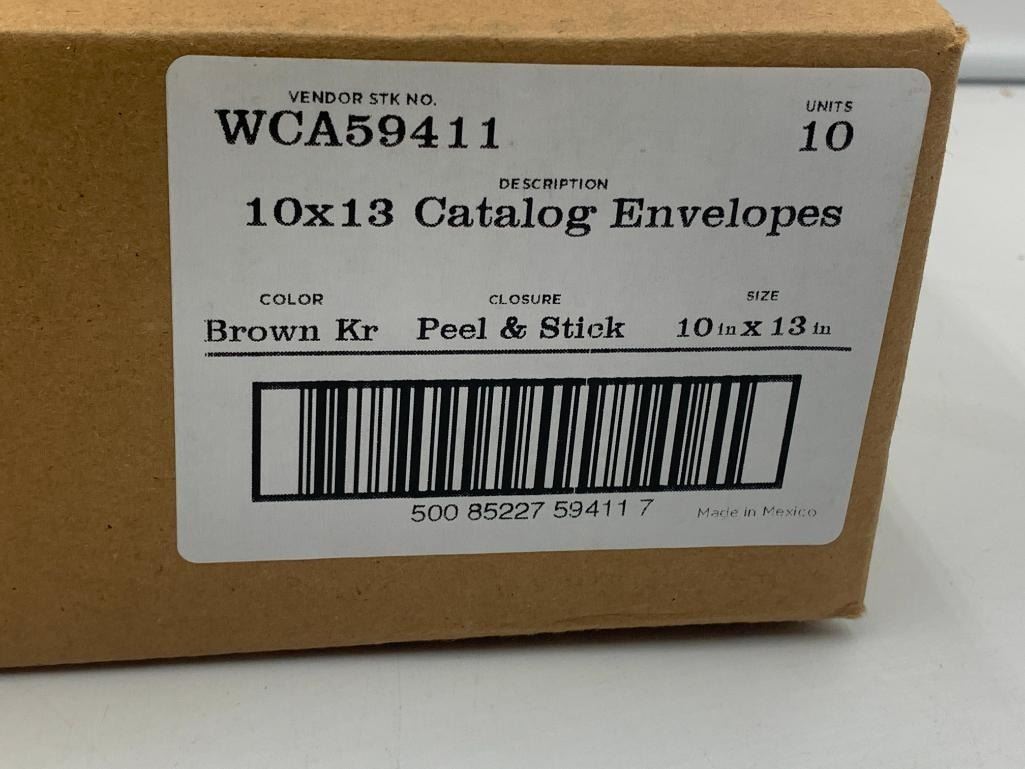 VENDOR STK NO.
WCA59411
UNITS
10
DESCRIPTION
10x13 Catalog Envelopes
COLOR
Brown Kr
CLOSURE
Peel & Stick
SIZE
10 in x 13 in
500 85227 59411 7
Made in Mexico